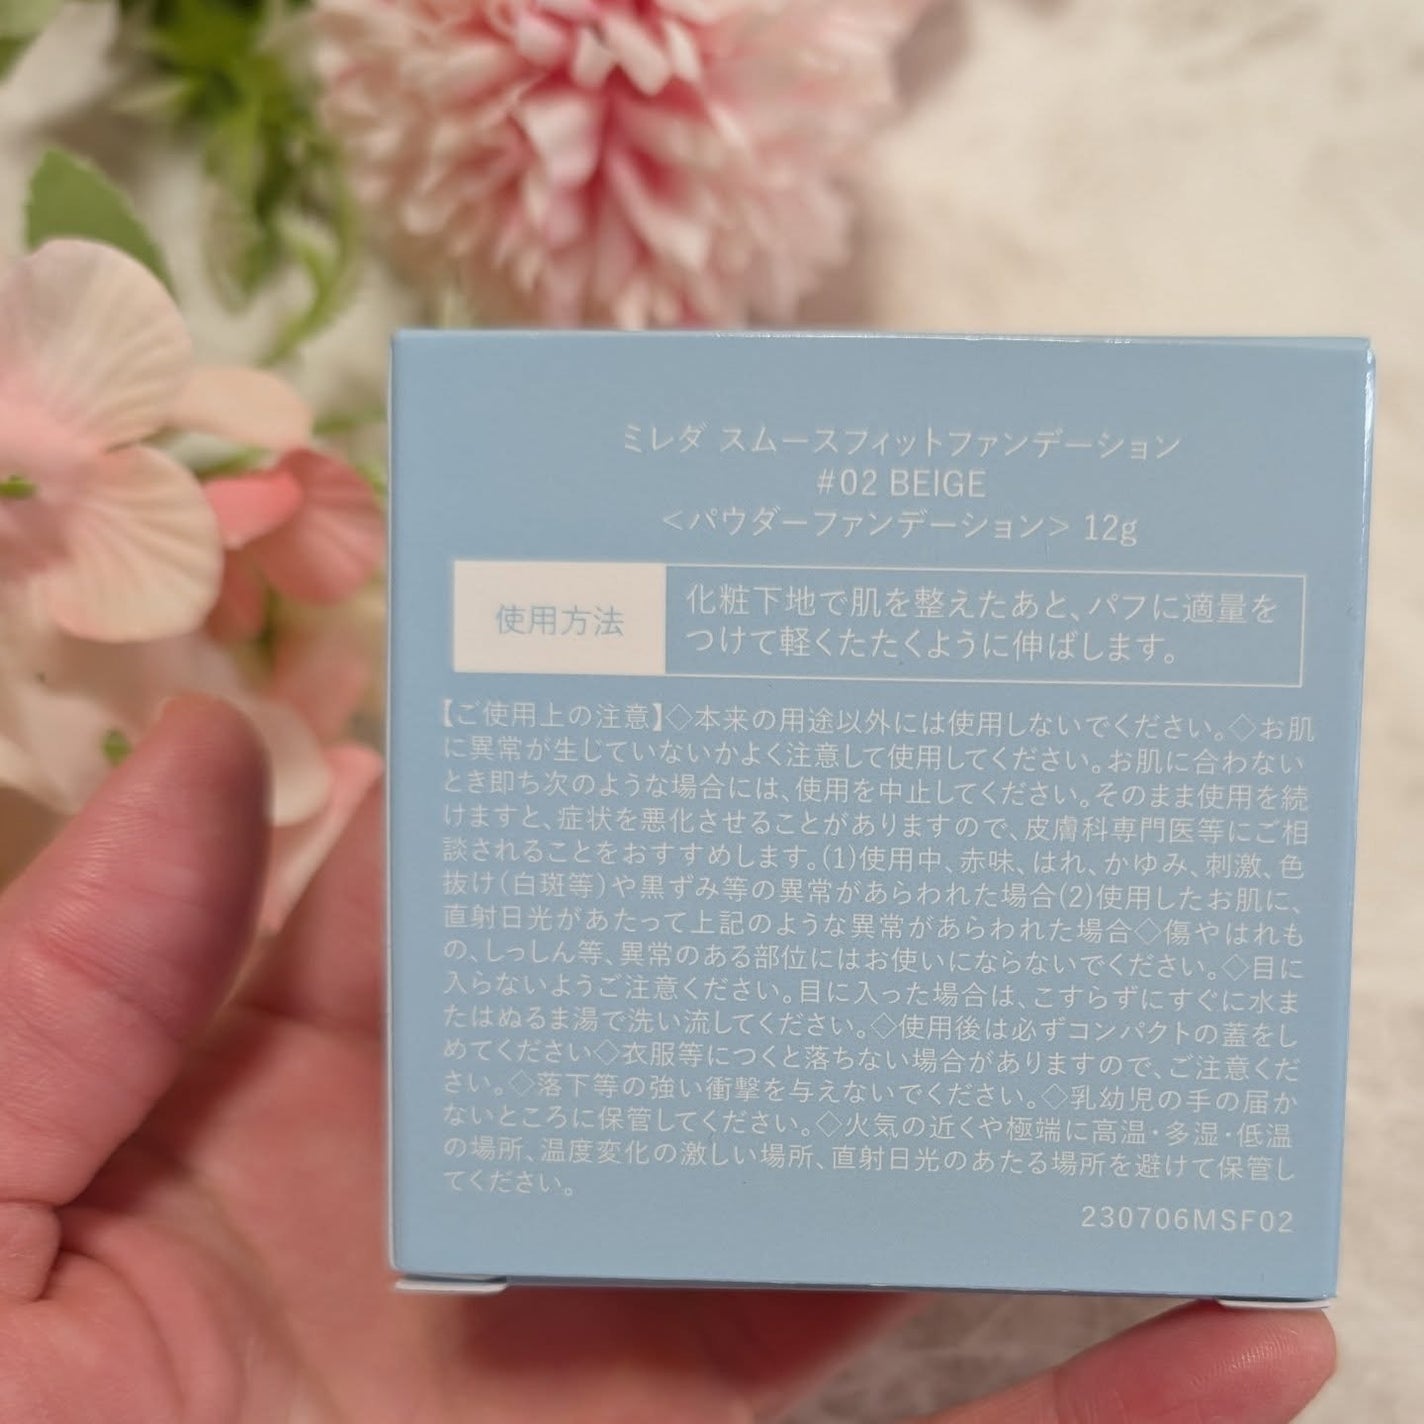 ミレダ スムースフィットファンデーション
#02 BEIGE
<パウダーファンデーション> 12g
使用方法
化粧下地で肌を整えたあと、パフに適量を
つけて軽くたたくように伸ばします。
【ご使用上の注意】◇本来の用途以外には使用しないでください。◇お肌
に異常が生じていないかよく注意して使用してください。お肌に合わない
とき即ち次のような場合には、使用を中止してください。そのまま使用を続
けますと、症状を悪化させることがありますので、皮膚科専門医等にご相
談されることをおすすめします。(1)使用中、赤味、はれ、かゆみ、刺激、色
抜け(白斑等)や黒ずみ等の異常があらわれた場合(2)使用したお肌に、
直射日光があたって上記のような異常があらわれた場合◇傷やはれも
の、しっしん等、異常のある部位にはお使いにならないでください。◇目に
入らないようご注意ください。目に入った場合は、こすらずにすぐに水ま
たはぬるま湯で洗い流してください。◇使用後は必ずコンパクトの蓋をし
めてください◇衣服等につくと落ちない場合がありますので、ご注意くだ
さい。◇落下等の強い衝撃を与えないでください。◇乳幼児の手の届か
ないところに保管してください。◇火気の近くや極端に高温・多湿・低温
の場所、温度変化の激しい場所、直射日光のあたる場所を避けて保管し
てください。
230706MSF02